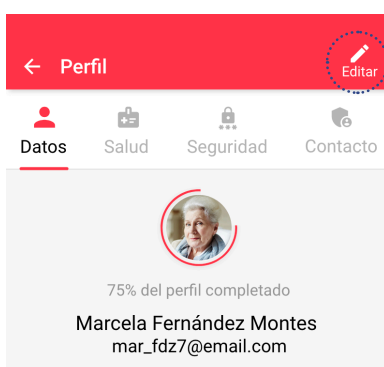 Perfil
Editar
Datos Salud Seguridad Contacto
75% del perfil completado
Marcela Fernández Montes
mar_fdz7@email.com